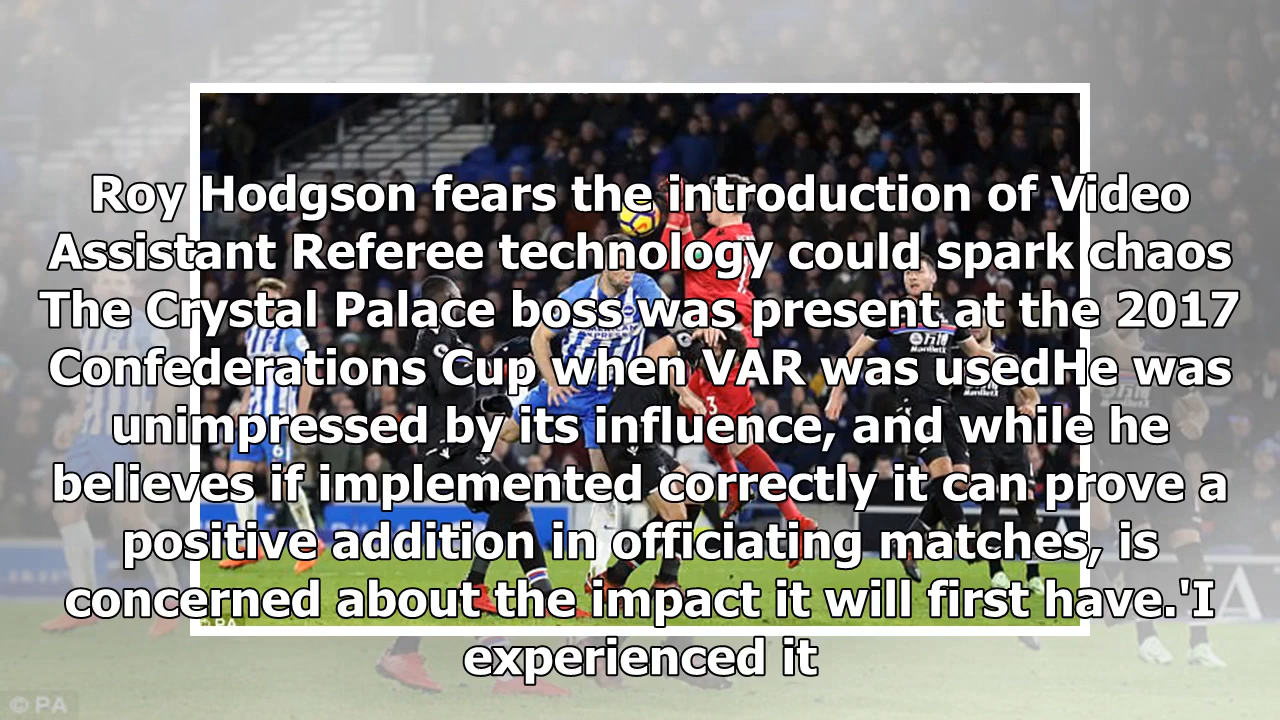 Roy Hodgson fears the introduction of Video
Assistant Referee technology could spark chaos
The Crystal Palace boss was present at the 2017
Confederations Cup when VAR was usedHe was
unimpressed by its influence, and while he
believes if implemented correctly it can prove a
positive addition in officiating matches, is
concerned about the impact it will first have.'I
experienced it
© PA